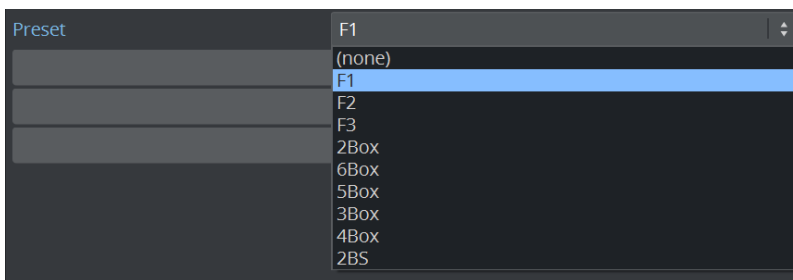 Preset F1
(none)
F1
F2
F3
2Box
6Box
5Box
3Box
4Box
2BS